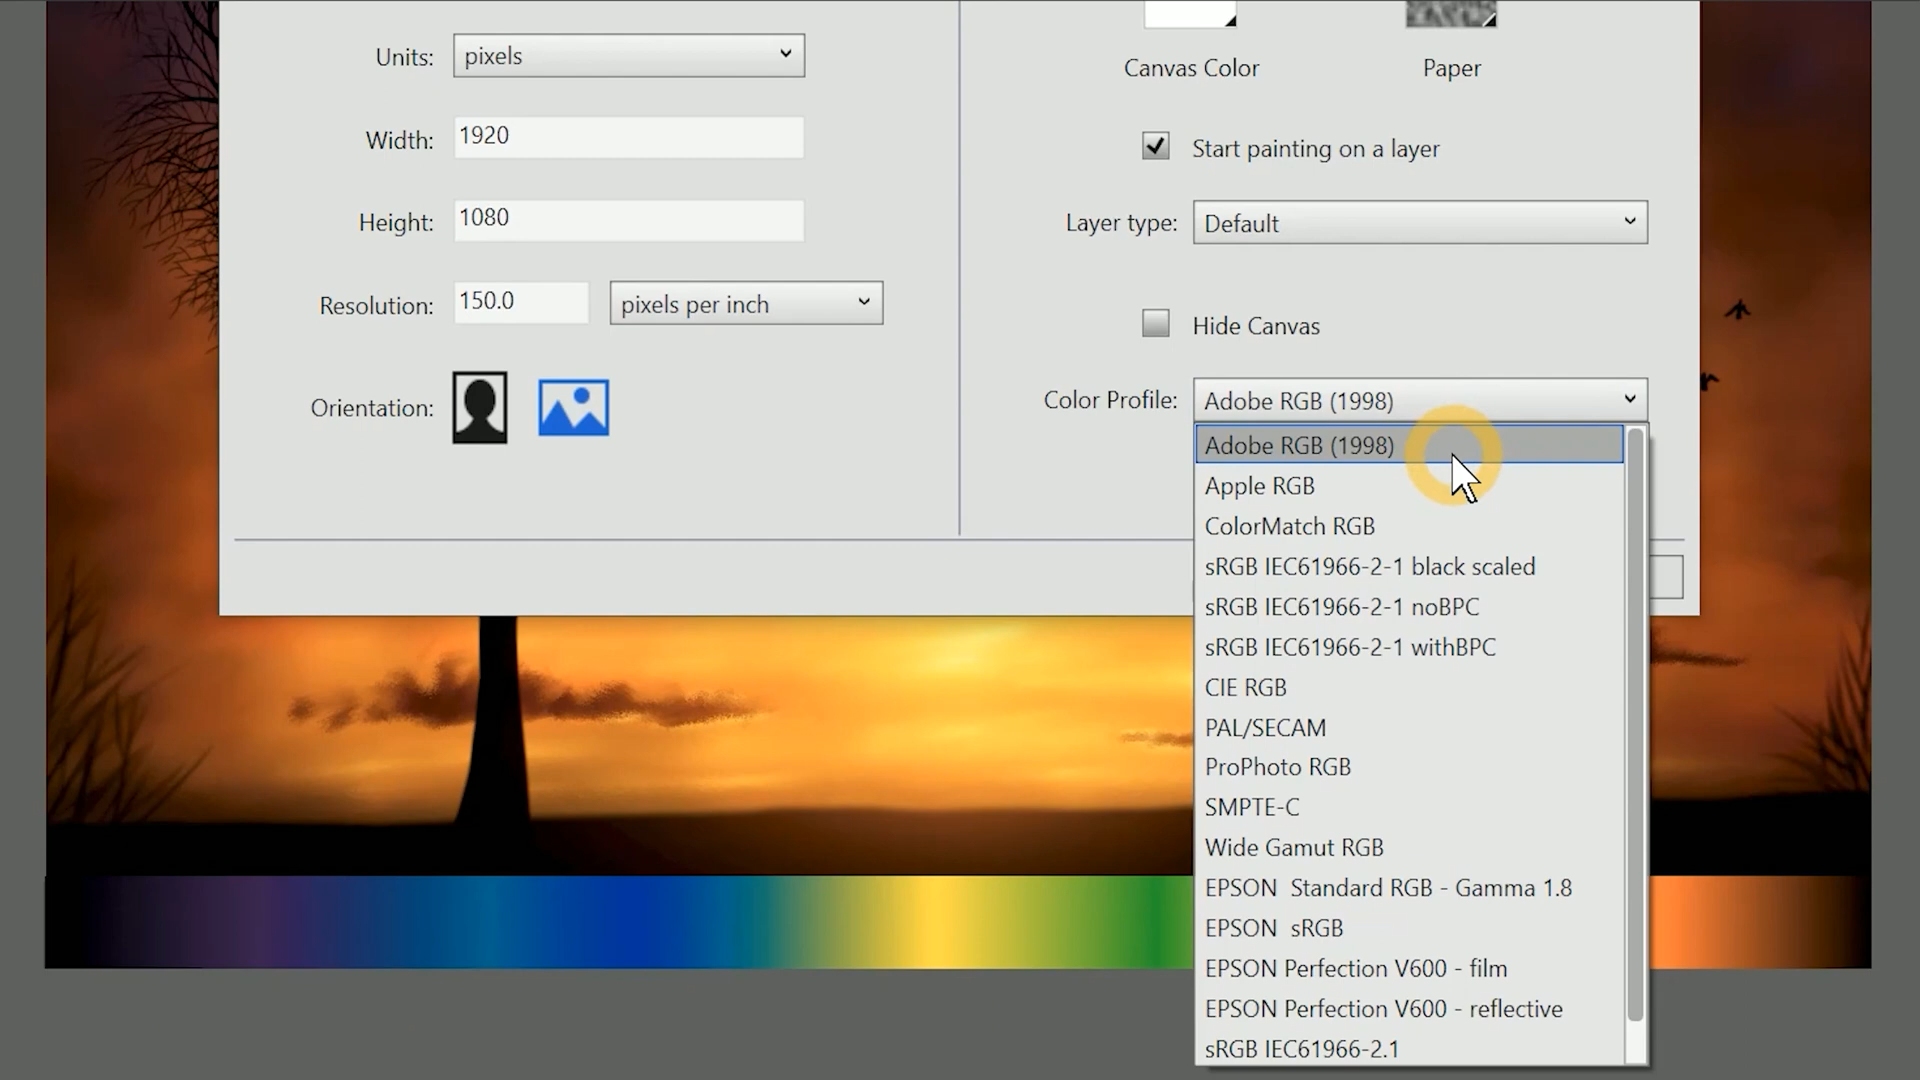 Units: pixels
Width: 1920
Height: 1080
Resolution: 150.0 pixels per inch
Orientation:
Canvas Color Paper
Start painting on a layer
Layer type: Default
Hide Canvas
Color Profile: Adobe RGB (1998)
Adobe RGB (1998)
Apple RGB
ColorMatch RGB
sRGB IEC61966-2-1 black scaled
sRGB IEC61966-2-1 noBPC
sRGB IEC61966-2-1 withBPC
CIE RGB
PAL/SECAM
ProPhoto RGB
SMPTE-C
Wide Gamut RGB
EPSON  Standard RGB - Gamma 1.8
EPSON  sRGB
EPSON Perfection V600 - film
EPSON Perfection V600 - reflective
sRGB IEC61966-2.1